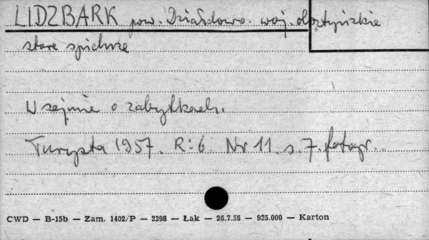 LIDZBARK pow. Działdowo woj. olsztyńskie
stare spichrze
W sejmie o zabytkach.
Turysta 1957. R:6 Nr 11. s. 7. fotogr.
CWD — B-15b — Zam. 1402/P — 2398 — Łak — 26.7.58 — 935.000 — Karton